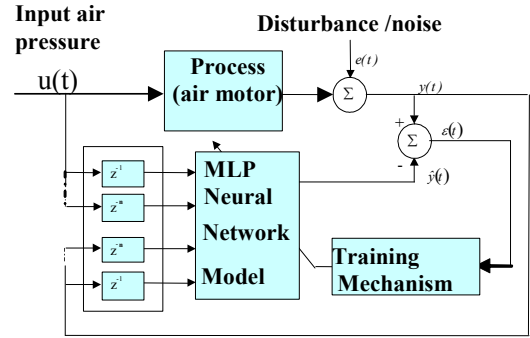 Input air
pressure
u(t)
Disturbance /noise
e(t)
Process
(air motor)
Σ
y(t)
+
Σ
ε(t)
-
ŷ(t)
z⁻¹
z⁻ⁿ
z⁻ⁿ
z⁻¹
MLP
Neural
Network
Model
Training
Mechanism